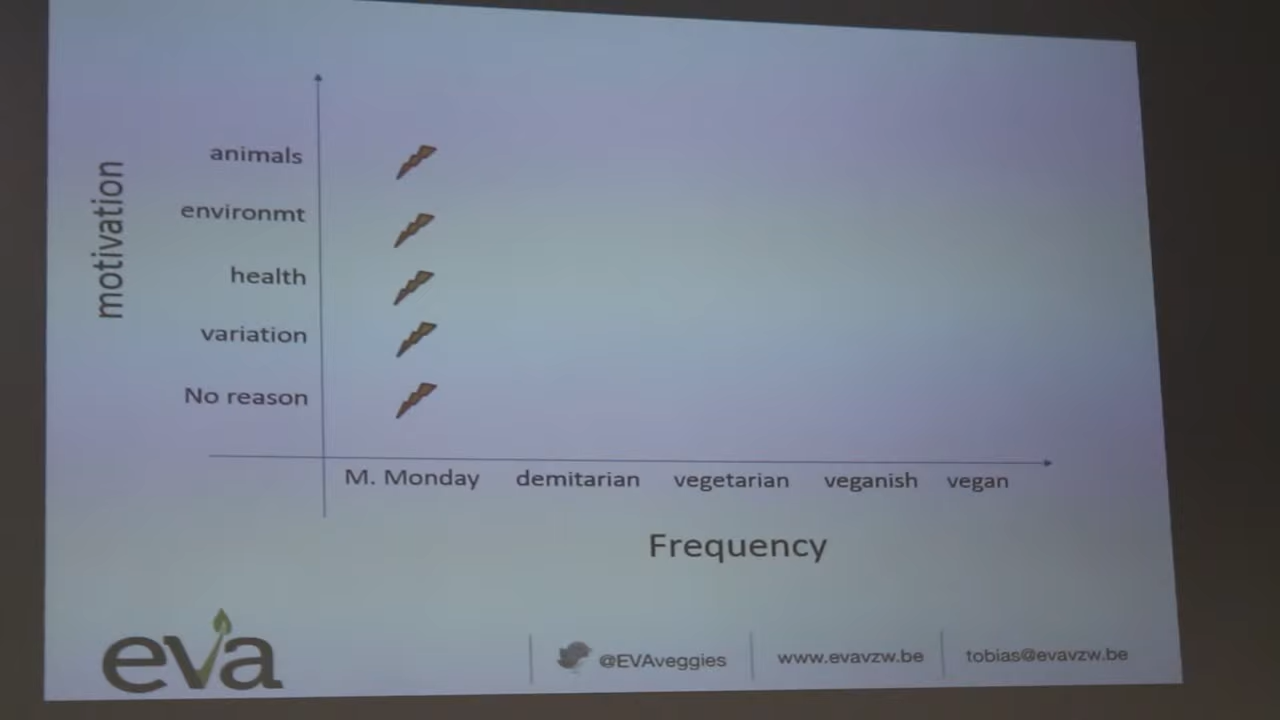 motivation
animals
environmt
health
variation
No reason
M. Monday demitarian vegetarian veganish vegan
Frequency
eva
@EVAveggies www.evavzw.be tobias@evavzw.be